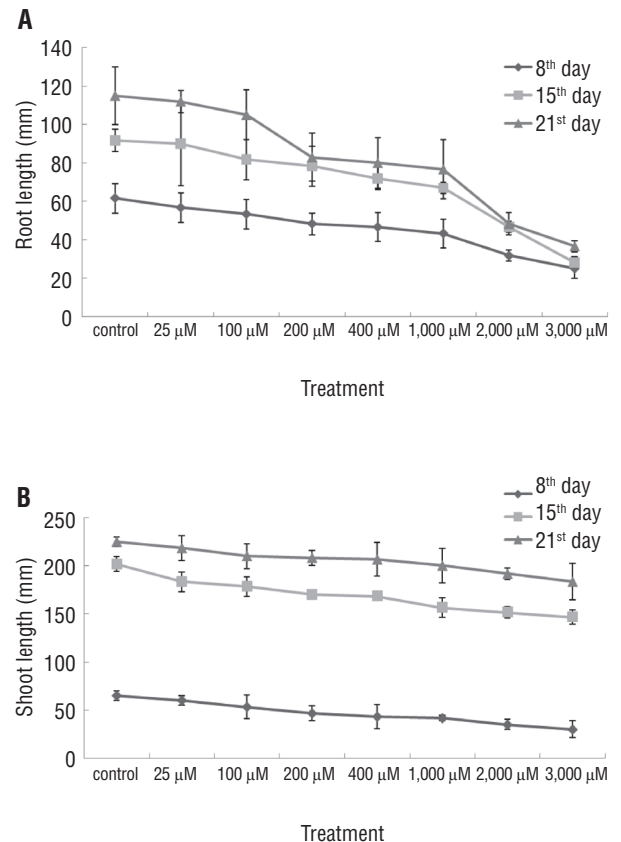 A
140
120
100
80
60
40
20
0
Root length (mm)
8th day
15th day
21st day
control 25 μM 100 μM 200 μM 400 μM 1,000 μM 2,000 μM 3,000 μM
Treatment
B
250
200
150
100
50
0
Shoot length (mm)
8th day
15th day
21st day
control 25 μM 100 μM 200 μM 400 μM 1,000 μM 2,000 μM 3,000 μM
Treatment